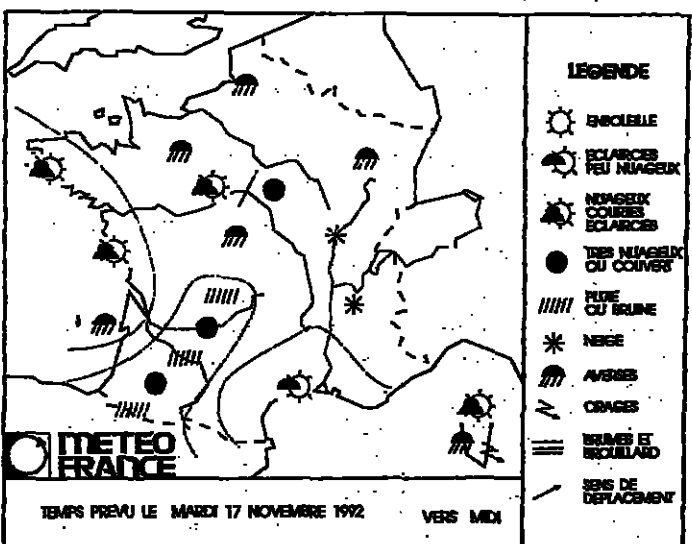 LEGENDE
ENSOLEILLE
ECLAIRCIES
PEU NUAGEUX
NUAGEUX
COURTES
ECLAIRCIES
TRES NUAGEUX
OU COUVERT
PLUIE
OU BRUINE
NEIGE
AVERSES
ORAGES
BRUMES ET
BROUILLARD
SENS DE
DEPLACEMENT
METEO
FRANCE
TEMPS PREVU LE MARDI 17 NOVEMBRE 1992 VERS MIDI